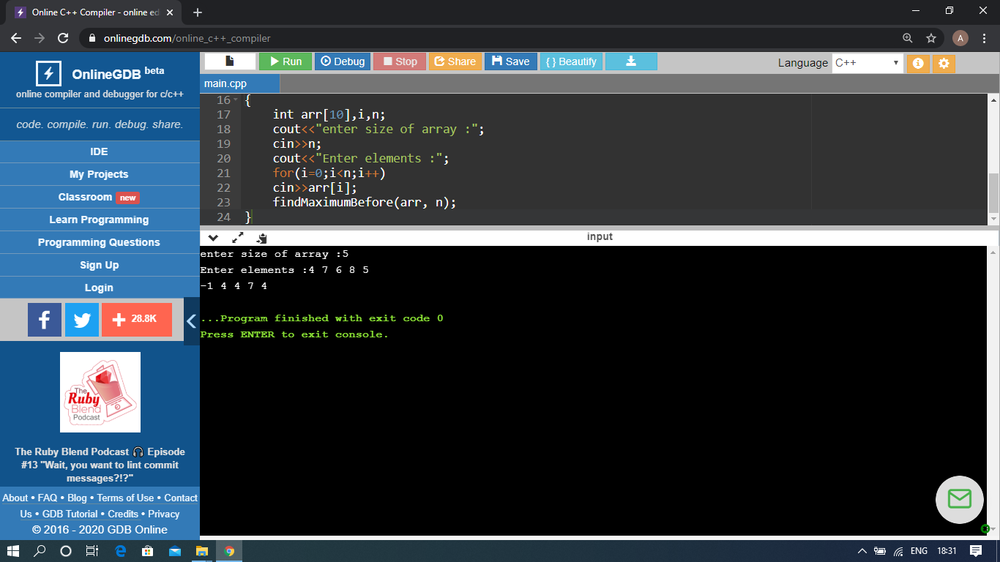 Online C++ Compiler - online ed
onlinegdb.com/online_c++_compiler
A
OnlineGDB beta
online compiler and debugger for c/c++
code. compile. run. debug. share.
IDE
My Projects
Classroom new
Learn Programming
Programming Questions
Sign Up
Login
f
28.8K
The
Ruby
Blend
Podcast
The Ruby Blend Podcast 🎧 Episode
#13 "Wait, you want to lint commit
messages?!?"
About • FAQ • Blog • Terms of Use • Contact
Us • GDB Tutorial • Credits • Privacy
© 2016 - 2020 GDB Online
Run Debug Stop Share Save { } Beautify
Language C++
main.cpp
16 {
17 int arr[10],i,n;
18 cout<<"enter size of array :";
19 cin>>n;
20 cout<<"Enter elements :";
21 for(i=0;i<n;i++)
22 cin>>arr[i];
23 findMaximumBefore(arr, n);
24 }
input
enter size of array :5
Enter elements :4 7 6 8 5
-1 4 4 7 4
...Program finished with exit code 0
Press ENTER to exit console.
ENG 18:31